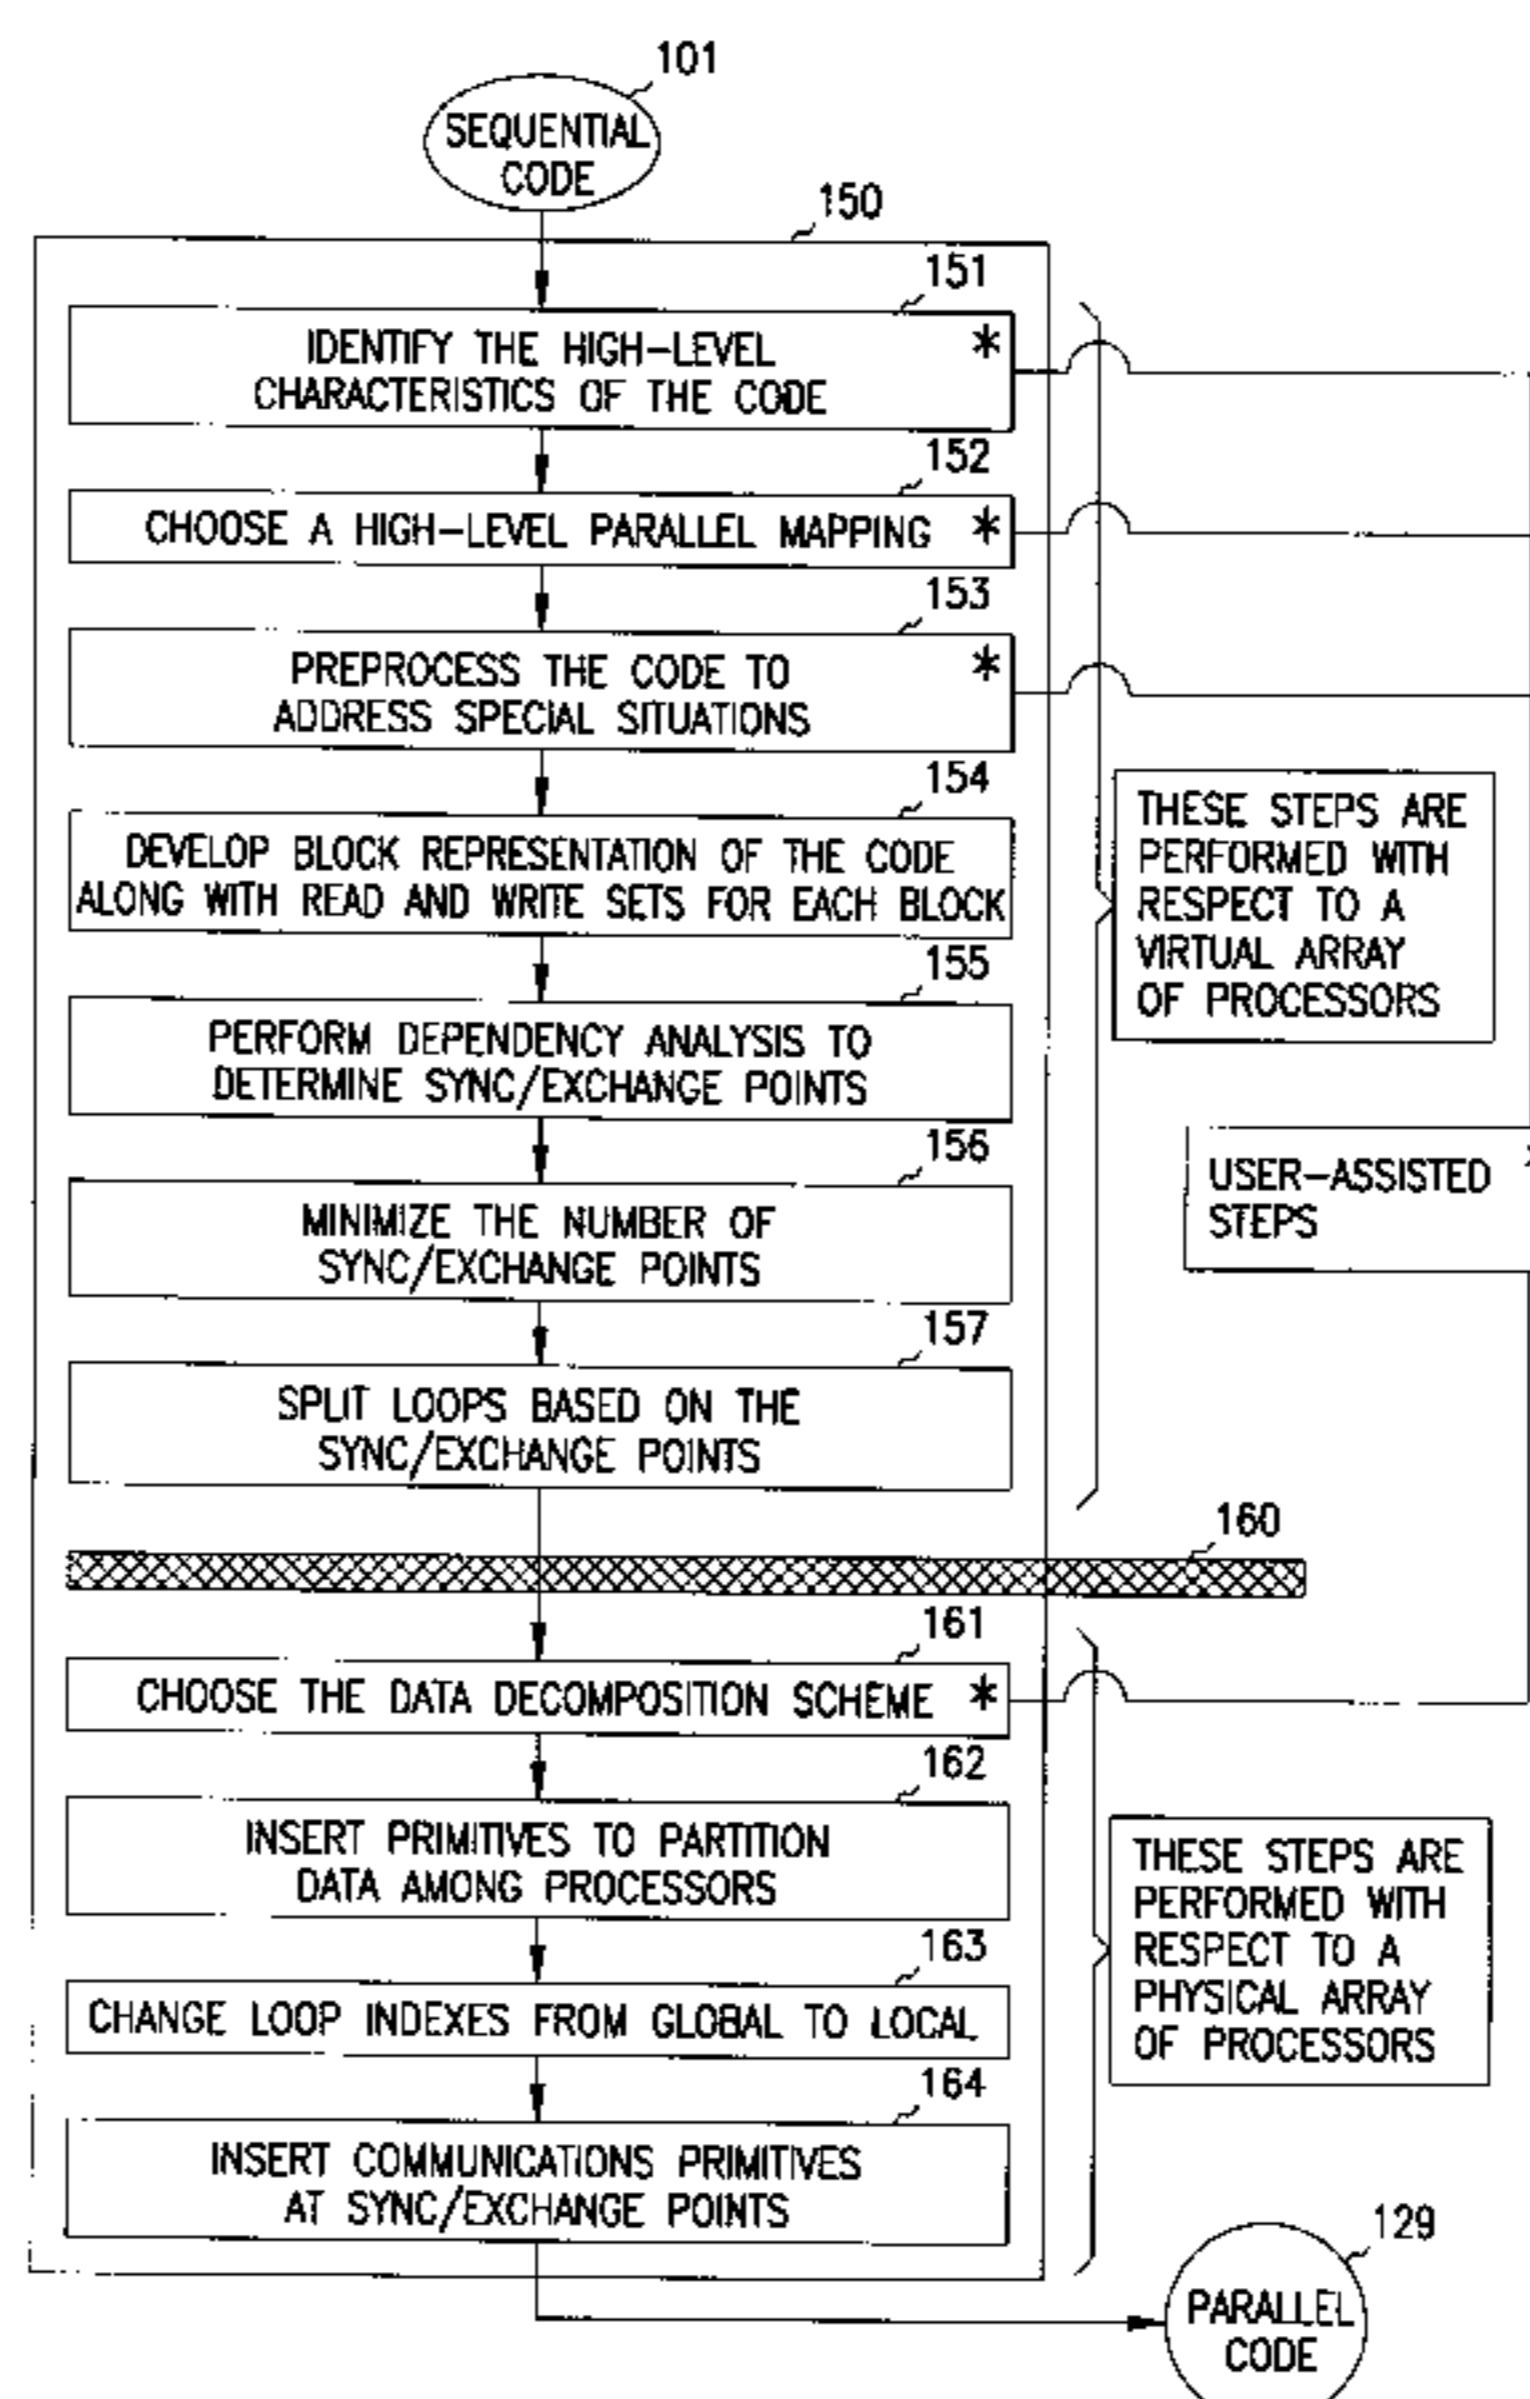 101
SEQUENTIAL
CODE
150
151
IDENTIFY THE HIGH-LEVEL *
CHARACTERISTICS OF THE CODE
152
CHOOSE A HIGH-LEVEL PARALLEL MAPPING *
153
PREPROCESS THE CODE TO *
ADDRESS SPECIAL SITUATIONS
154
DEVELOP BLOCK REPRESENTATION OF THE CODE
ALONG WITH READ AND WRITE SETS FOR EACH BLOCK
THESE STEPS ARE
PERFORMED WITH
RESPECT TO A
VIRTUAL ARRAY
OF PROCESSORS
155
PERFORM DEPENDENCY ANALYSIS TO
DETERMINE SYNC/EXCHANGE POINTS
156
MINIMIZE THE NUMBER OF
SYNC/EXCHANGE POINTS
USER-ASSISTED
STEPS
157
SPLIT LOOPS BASED ON THE
SYNC/EXCHANGE POINTS
160
161
CHOOSE THE DATA DECOMPOSITION SCHEME *
162
INSERT PRIMITIVES TO PARTITION
DATA AMONG PROCESSORS
THESE STEPS ARE
PERFORMED WITH
RESPECT TO A
PHYSICAL ARRAY
OF PROCESSORS
163
CHANGE LOOP INDEXES FROM GLOBAL TO LOCAL
164
INSERT COMMUNICATIONS PRIMITIVES
AT SYNC/EXCHANGE POINTS
129
PARALLEL
CODE